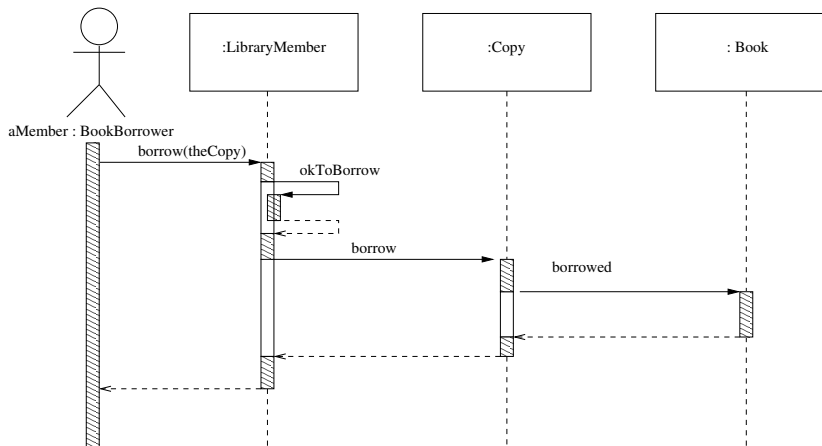 :LibraryMember
:Copy
: Book
aMember : BookBorrower
borrow(theCopy)
okToBorrow
borrow
borrowed